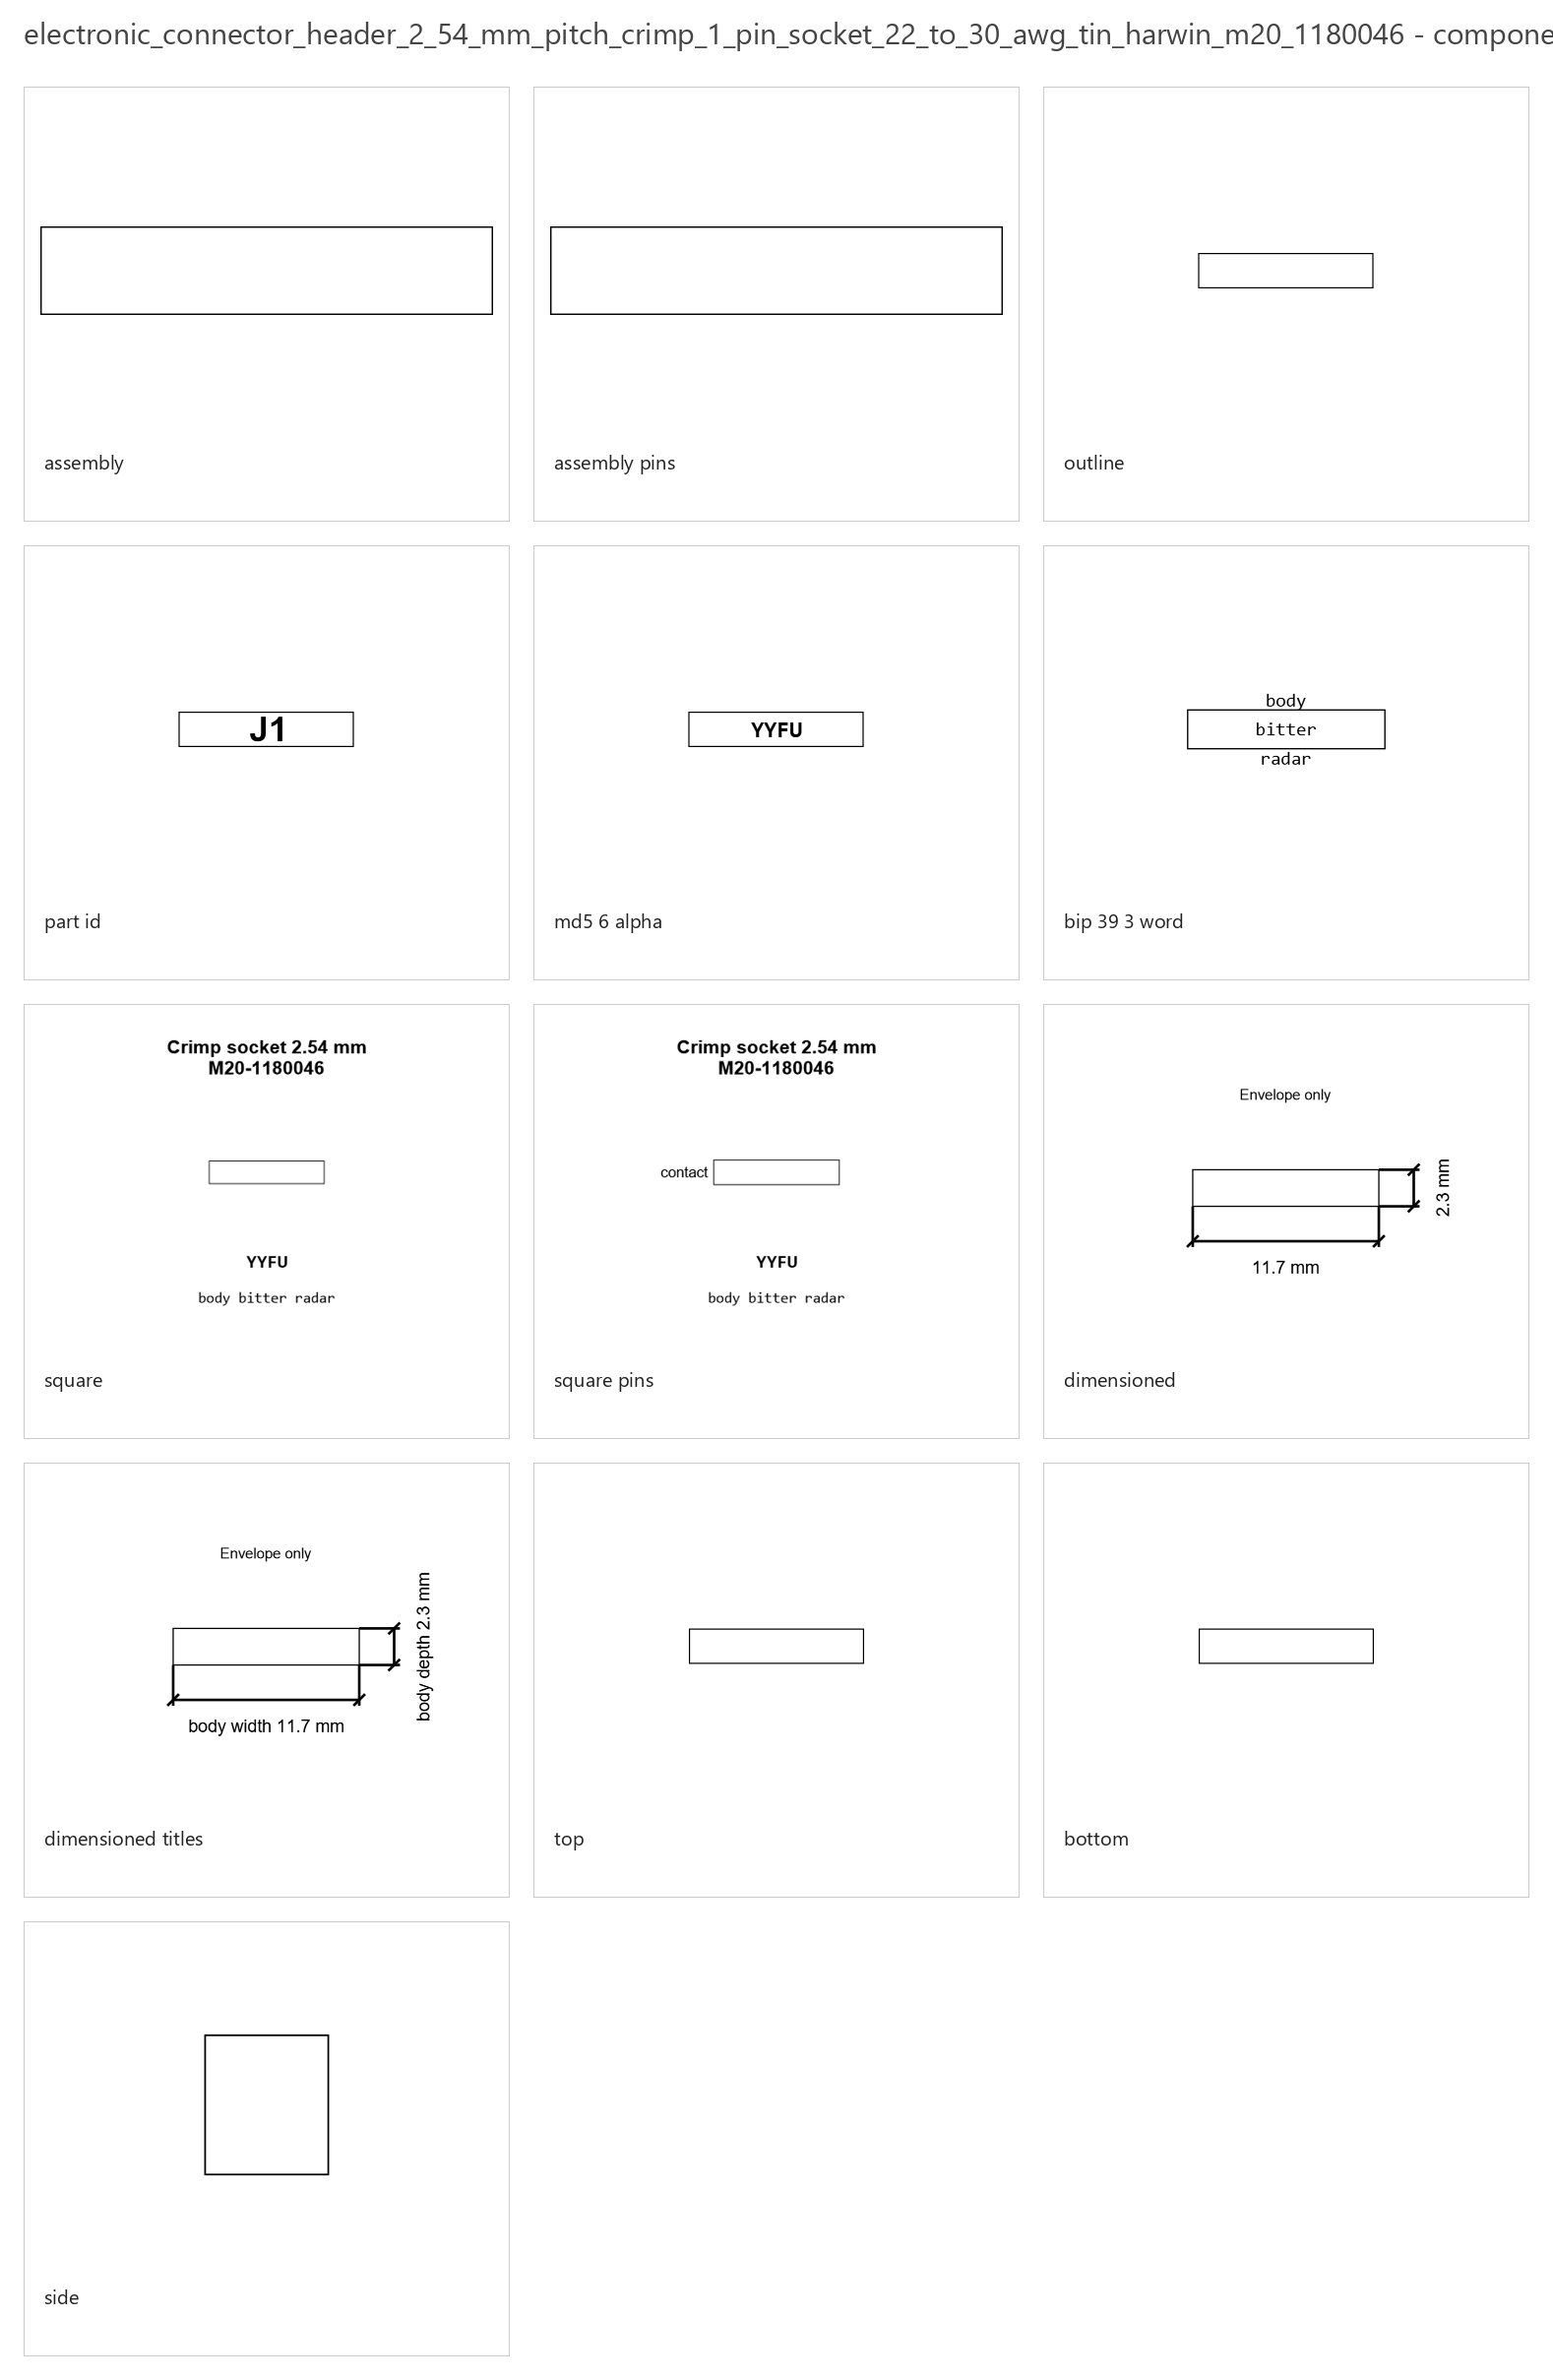 electronic_connector_header_2_54_mm_pitch_crimp_1_pin_socket_22_to_30_awg_tin_harwin_m20_1180046 - compone
assembly
assembly pins
outline
J1
part id
YYFU
md5 6 alpha
body
bitter
radar
bip 39 3 word
Crimp socket 2.54 mm
M20-1180046
YYFU
body bitter radar
square
Crimp socket 2.54 mm
M20-1180046
contact
YYFU
body bitter radar
square pins
Envelope only
2.3 mm
11.7 mm
dimensioned
Envelope only
body depth 2.3 mm
body width 11.7 mm
dimensioned titles
top
bottom
side